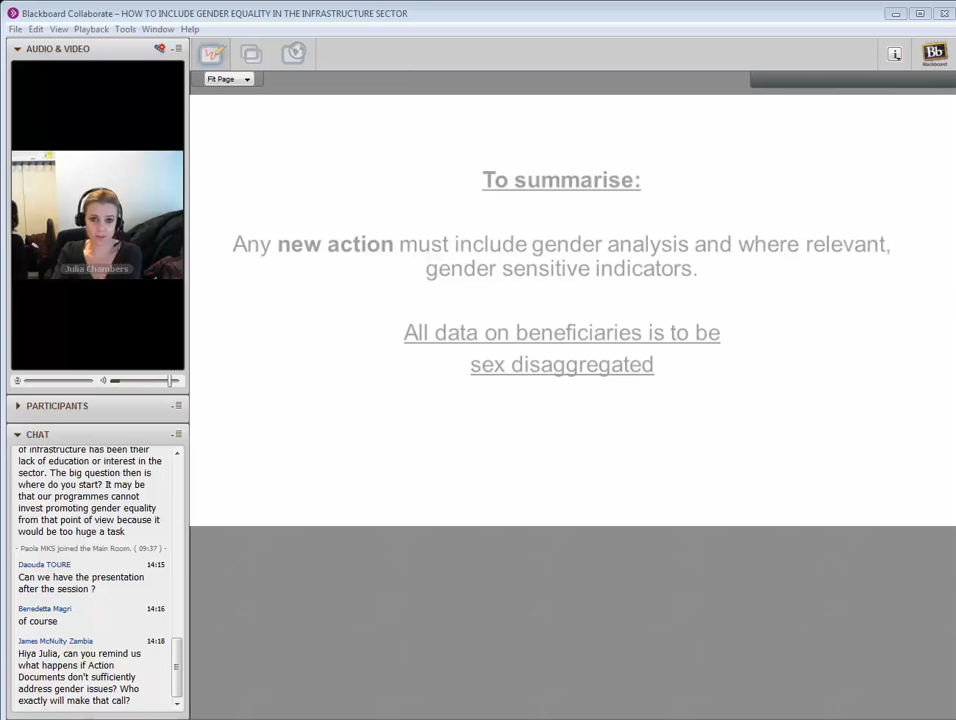 Blackboard Collaborate – HOW TO INCLUDE GENDER EQUALITY IN THE INFRASTRUCTURE SECTOR
File Edit View Playback Tools Window Help
AUDIO & VIDEO
Fit Page
Bb
Blackboard
To summarise:
Any new action must include gender analysis and where relevant,
gender sensitive indicators.
All data on beneficiaries is to be
sex disaggregated
Julia Chambers
PARTICIPANTS
CHAT
of infrastructure has been their
lack of education or interest in the
sector. The big question then is
where do you start? It may be
that our programmes cannot
invest promoting gender equality
from that point of view because it
would be too huge a task
- Paola MKS joined the Main Room. ( 09:37 ) -
Daouda TOURE 14:15
Can we have the presentation
after the session ?
Benedetta Magri 14:16
of course
James McNulty Zambia 14:18
Hiya Julia, can you remind us
what happens if Action
Documents don't sufficiently
address gender issues? Who
exactly will make that call?